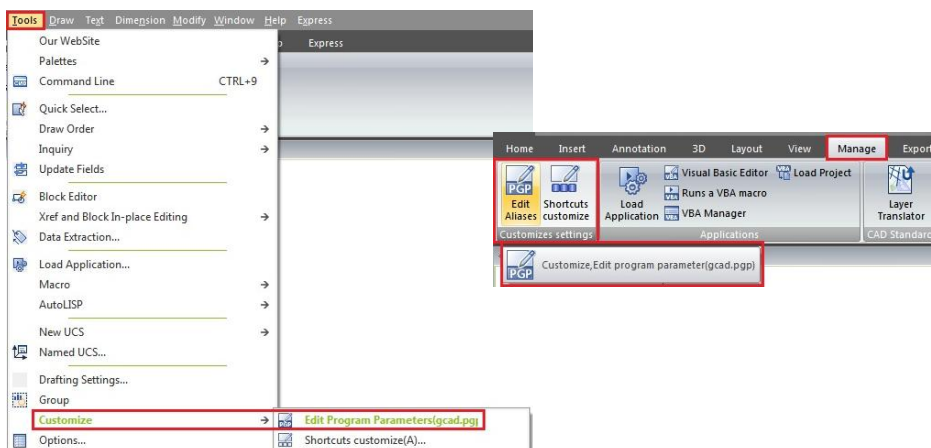 Tools Draw Text Dimension Modify Window Help Express
Our WebSite
Express
Palettes
Command Line CTRL+9
Quick Select...
Draw Order
Inquiry
Update Fields
Block Editor
Xref and Block In-place Editing
Data Extraction...
Load Application...
Macro
AutoLISP
New UCS
Named UCS...
Drafting Settings...
Group
Customize
Edit Program Parameters(gcad.pg
Options...
Shortcuts customize(A)...
Home Insert Annotation 3D Layout View Manage Export
PGP
Edit Aliases
Shortcuts customize
Customizes settings
Load Application
Visual Basic Editor
Load Project
Runs a VBA macro
VBA Manager
Applications
Layer Translator
CAD Standard
PGP
Customize,Edit program parameter(gcad.pgp)